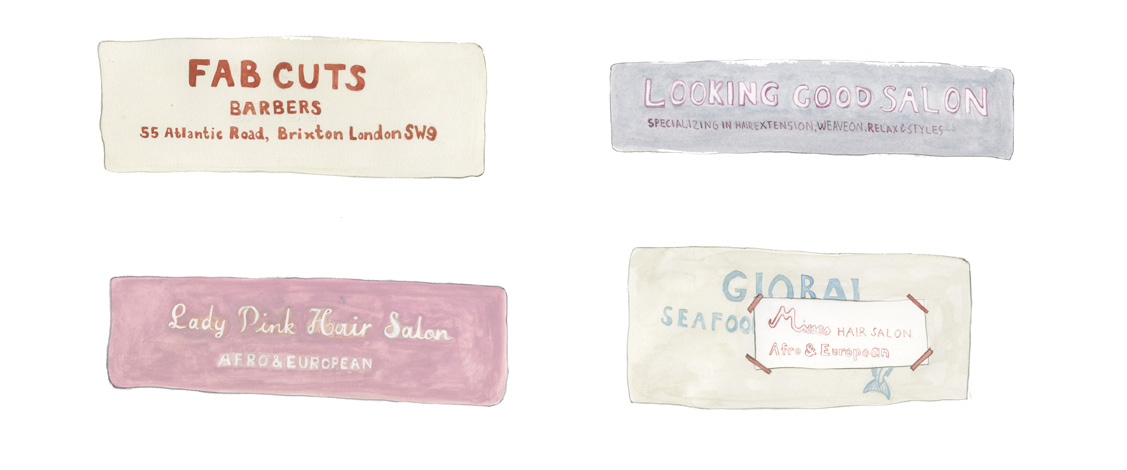 FAB CUTS
BARBERS
55 Atlantic Road, Brixton London SW9
LOOKING GOOD SALON
SPECIALIZING IN HAIREXTENSION, WEAVEON. RELAX & STYLES
Lady Pink Hair Salon
AFRO & EUROPEAN
GLOBAL
SEAFOO
HAIR SALON
Afro & European